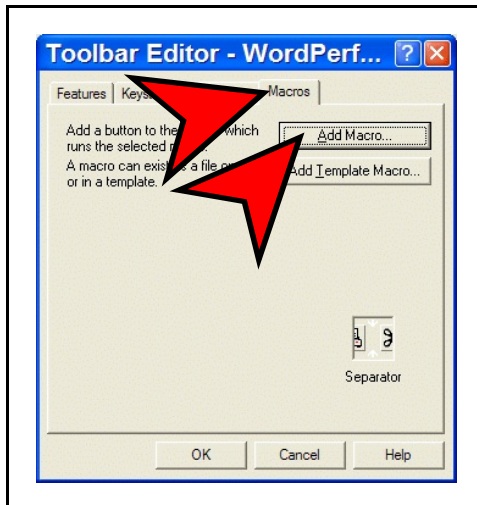 Toolbar Editor - WordPerf...
Features Keys Macros
Add a button to the which
runs the selected
A macro can a file
or in a template.
Add Macro...
Add Template Macro...
Separator
OK Cancel Help